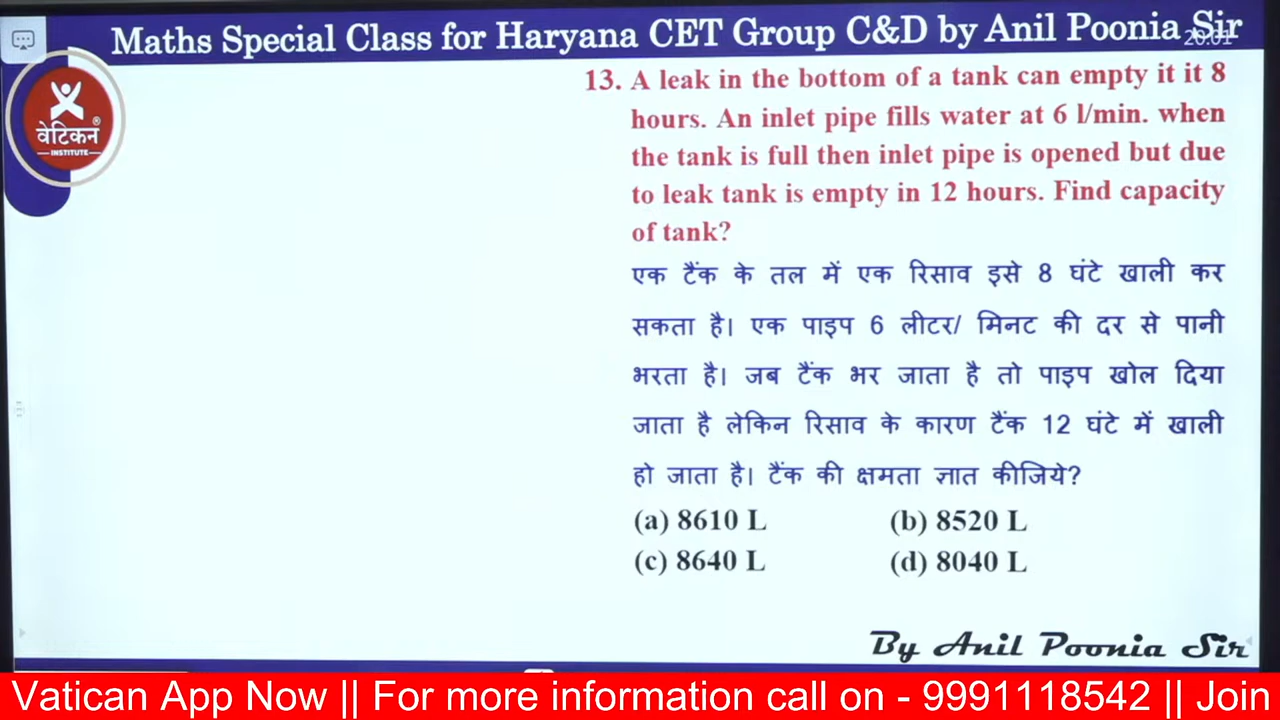 Maths Special Class for Haryana CET Group C&D by Anil Poonia Sir
20:01
वेटिकन
®
INSTITUTE
13. A leak in the bottom of a tank can empty it it 8
hours. An inlet pipe fills water at 6 l/min. when
the tank is full then inlet pipe is opened but due
to leak tank is empty in 12 hours. Find capacity
of tank?
एक टैंक के तल में एक रिसाव इसे 8 घंटे खाली कर
सकता है। एक पाइप 6 लीटर/ मिनट की दर से पानी
भरता है। जब टैंक भर जाता है तो पाइप खोल दिया
जाता है लेकिन रिसाव के कारण टैंक 12 घंटे में खाली
हो जाता है। टैंक की क्षमता ज्ञात कीजिये?
(a) 8610 L (b) 8520 L
(c) 8640 L (d) 8040 L
By Anil Poonia Sir
Vatican App Now || For more information call on - 9991118542 || Join